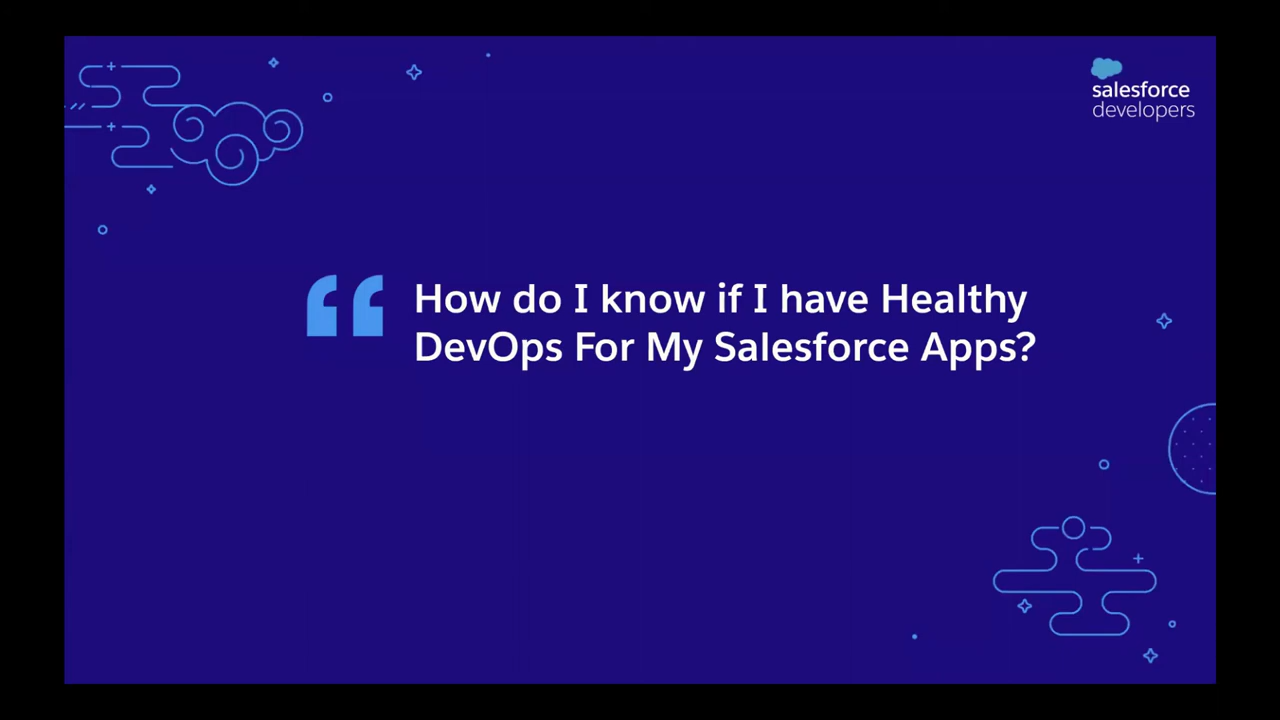 salesforce
developers
How do I know if I have Healthy
DevOps For My Salesforce Apps?